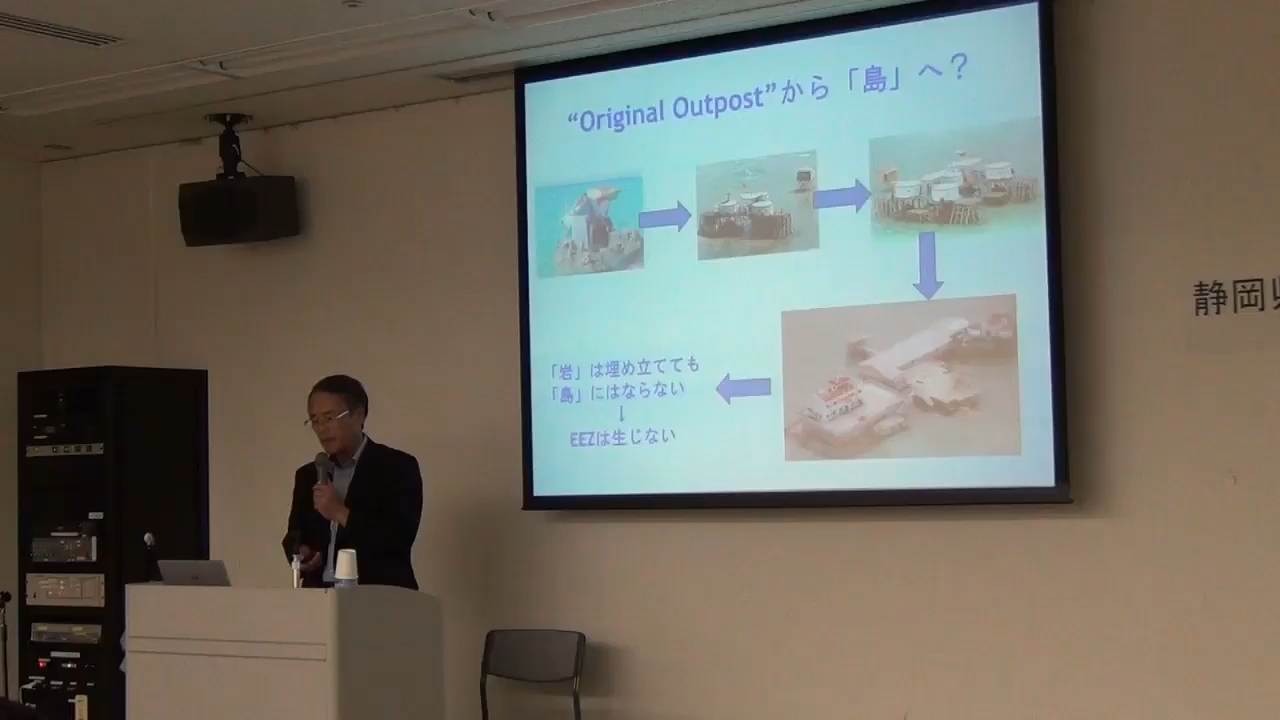 “Original Outpost”から「島」へ？
「岩」は埋め立てても
「島」にはならない
↓
EEZは生じない
静岡県